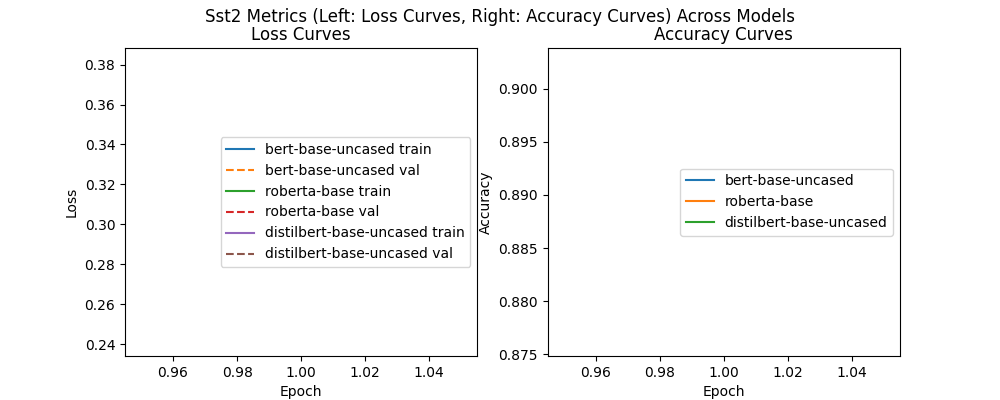 Sst2 Metrics (Left: Loss Curves, Right: Accuracy Curves) Across Models
Loss Curves
0.38
0.36
0.34
0.32
0.30
0.28
0.26
0.24
Loss
bert-base-uncased train
bert-base-uncased val
roberta-base train
roberta-base val
distilbert-base-uncased train
distilbert-base-uncased val
0.96 0.98 1.00 1.02 1.04
Epoch
Accuracy Curves
0.900
0.895
0.890
0.885
0.880
0.875
Accuracy
bert-base-uncased
roberta-base
distilbert-base-uncased
0.96 0.98 1.00 1.02 1.04
Epoch